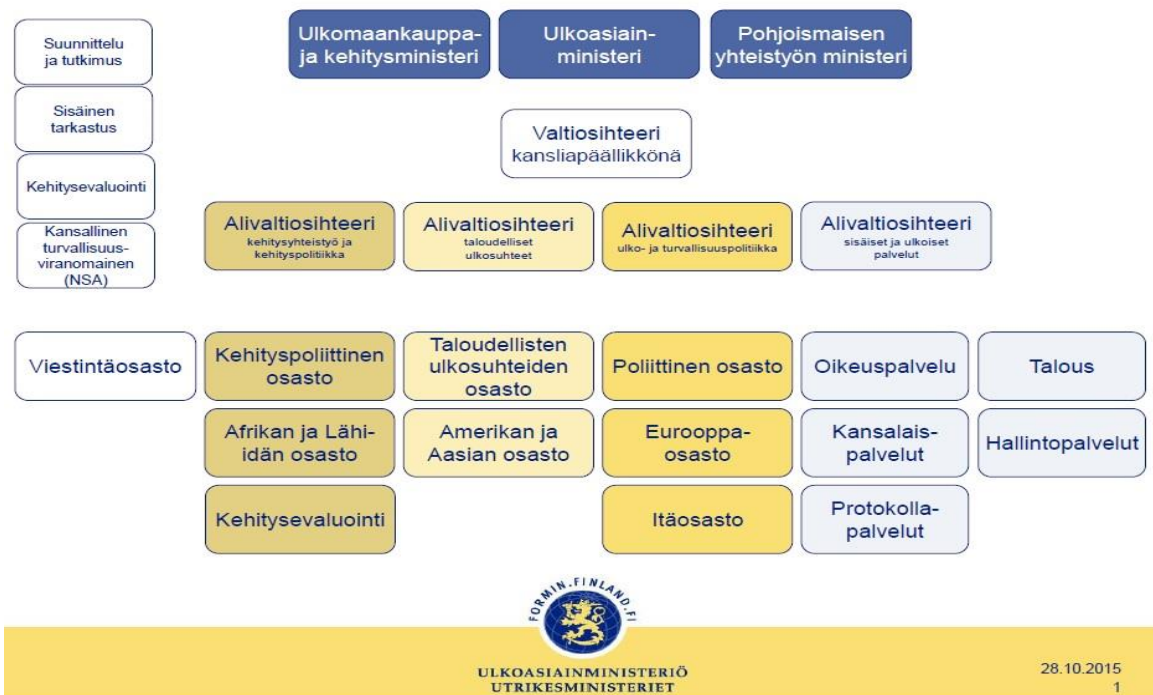 Suunnittelu
ja tutkimus
Sisäinen
tarkastus
Kehitysevaluointi
Kansallinen
turvallisuus-
viranomainen
(NSA)
Ulkomaankauppa-
ja kehitysministeri
Ulkoasiain-
ministeri
Pohjoismaisen
yhteistyön ministeri
Valtiosihteeri
kansliapäällikkönä
Alivaltiosihteeri
kehitysyhteistyö ja
kehityspolitiikka
Alivaltiosihteeri
taloudelliset
ulkosuhteet
Alivaltiosihteeri
ulko- ja turvallisuuspolitiikka
Alivaltiosihteeri
sisäiset ja ulkoiset
palvelut
Viestintäosasto
Kehityspoliittinen
osasto
Taloudellisten
ulkosuhteiden
osasto
Poliittinen osasto
Oikeuspalvelu
Talous
Afrikan ja Lähi-
idän osasto
Amerikan ja
Aasian osasto
Eurooppa-
osasto
Kansalais-
palvelut
Hallintopalvelut
Kehitysevaluointi
Itäosasto
Protokolla-
palvelut
FORMIN.FINLAND.FI
ULKOASIAINMINISTERIÖ
UTRIKESMINISTERIET
28.10.2015
1